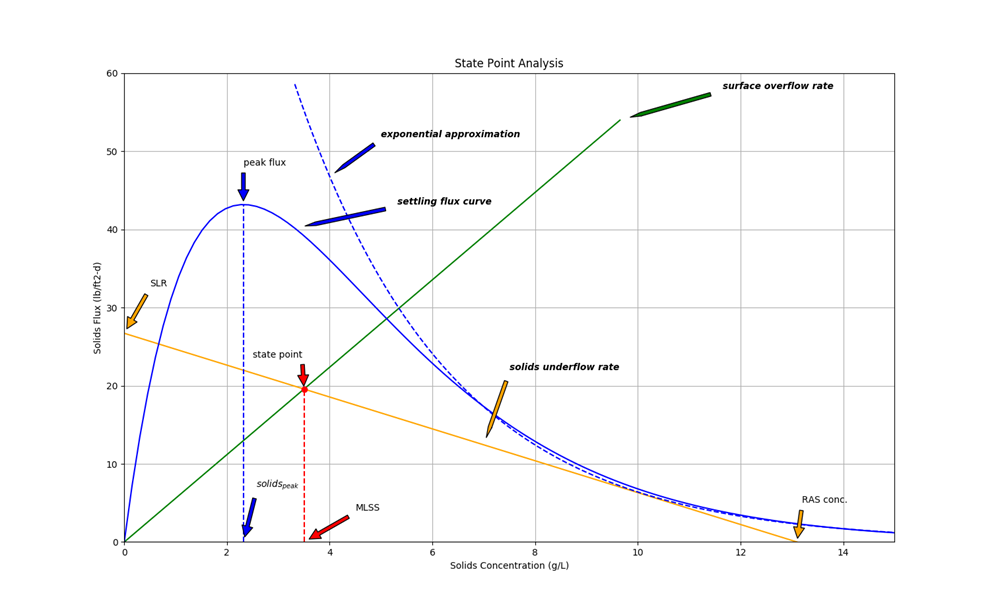 State Point Analysis
60
surface overflow rate
exponential approximation
50
peak flux
settling flux curve
40
SLR
30
state point
solids underflow rate
20
10
solids_peak
MLSS
RAS conc.
0
0 2 4 6 8 10 12 14
Solids Concentration (g/L)
Solids Flux (lb/ft2-d)